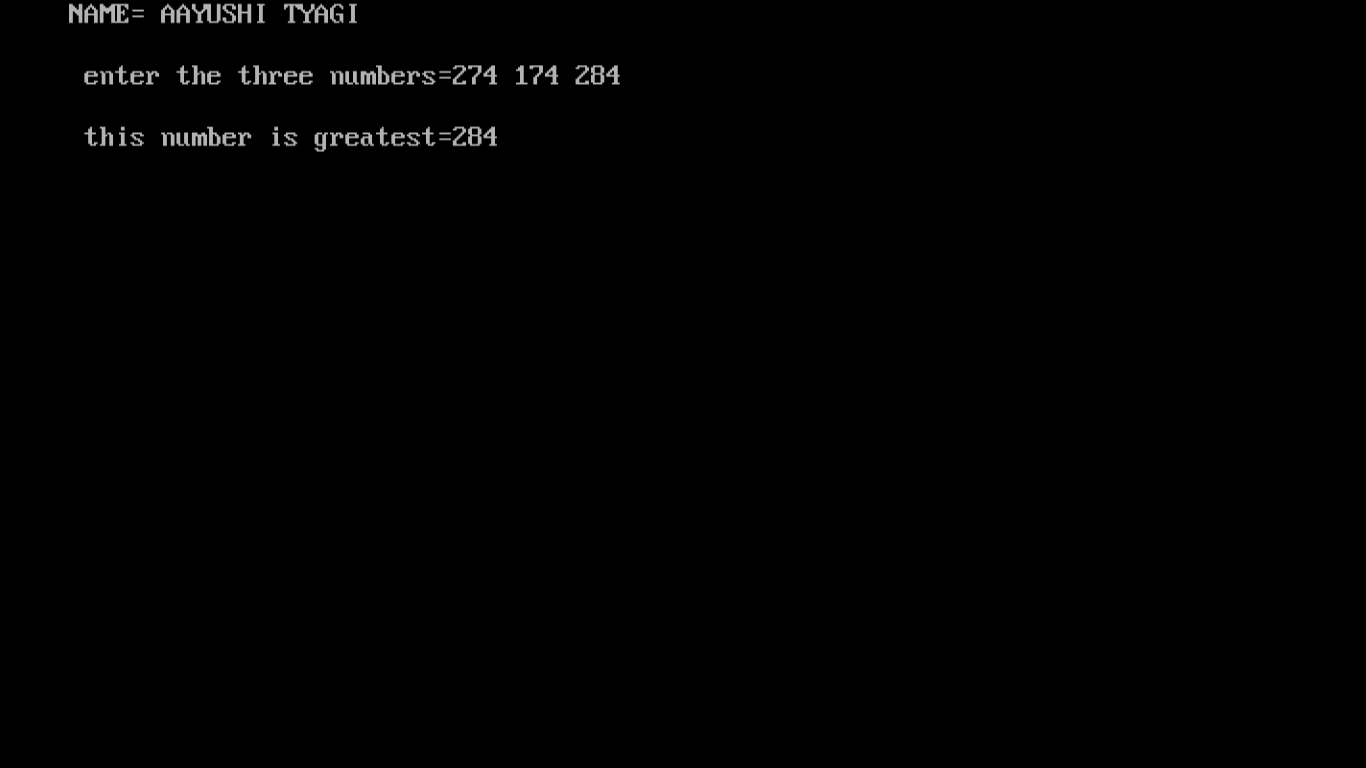 NAME= AAYUSHI TYAGI
enter the three numbers=274 174 284
this number is greatest=284